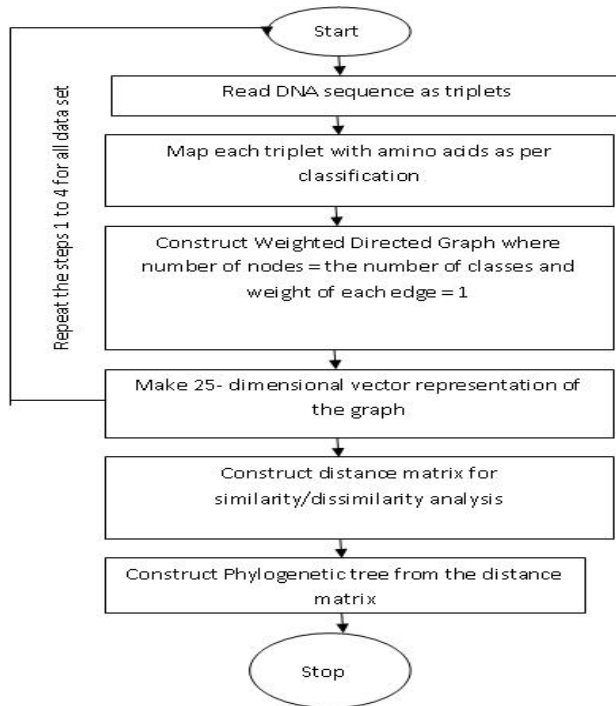 Start
Read DNA sequence as triplets
Map each triplet with amino acids as per
classification
Construct Weighted Directed Graph where
number of nodes = the number of classes and
weight of each edge = 1
Make 25- dimensional vector representation of
the graph
Repeat the steps 1 to 4 for all data set
Construct distance matrix for
similarity/dissimilarity analysis
Construct Phylogenetic tree from the distance
matrix
Stop